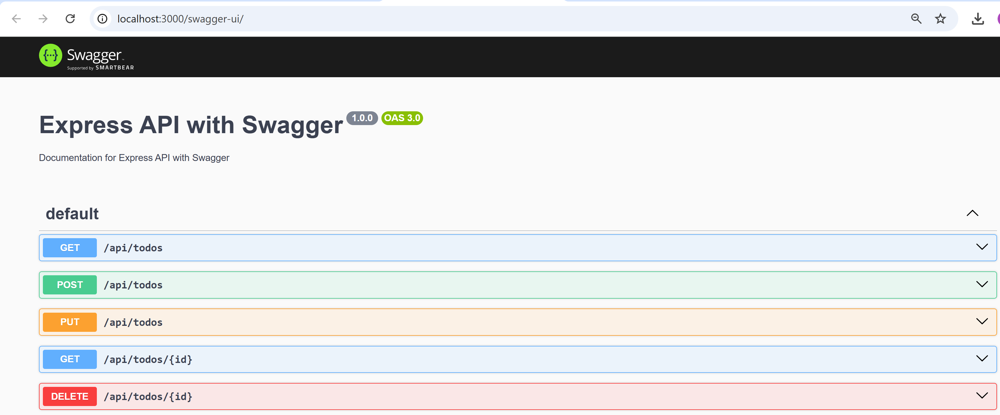 localhost:3000/swagger-ui/
{···} Swagger™
Supported by SMARTBEAR
Express API with Swagger 1.0.0 OAS 3.0
Documentation for Express API with Swagger
default
GET /api/todos
POST /api/todos
PUT /api/todos
GET /api/todos/{id}
DELETE /api/todos/{id}